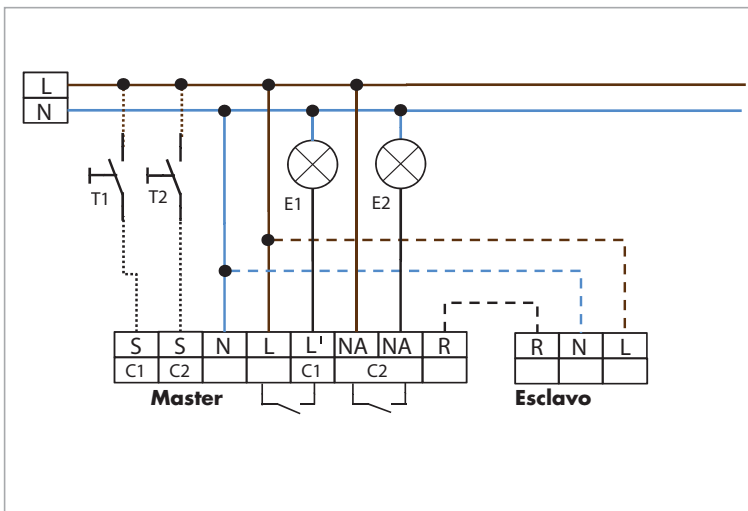 L
N
T1
T2
E1
E2
S S N L L' NA NA R
C1 C2 C1 C2
R N L
Master
Esclavo